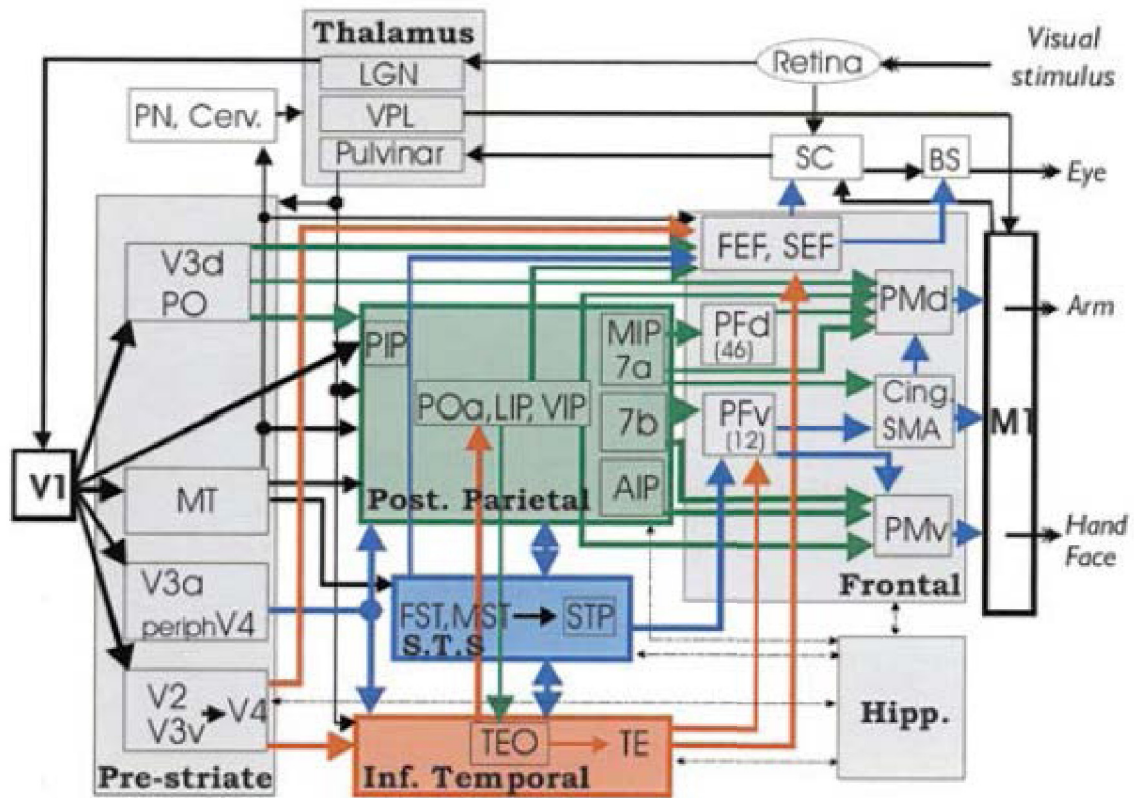 Thalamus
LGN
VPL
Pulvinar
PN, Cerv.
Retina
Visual
stimulus
SC
BS
Eye
V3d
PO
FEF, SEF
PMd
Arm
PIP
MIP
7a
PFd
(46)
POa, LIP, VIP
7b
PFv
(12)
Cing.
SMA
M1
V1
MT
AIP
Post. Parietal
PMv
Hand
Face
V3a
periphV4
FST, MST
STP
S.T.S
Frontal
V2
V3v
V4
Hipp.
TEO
TE
Pre-striate
Inf. Temporal